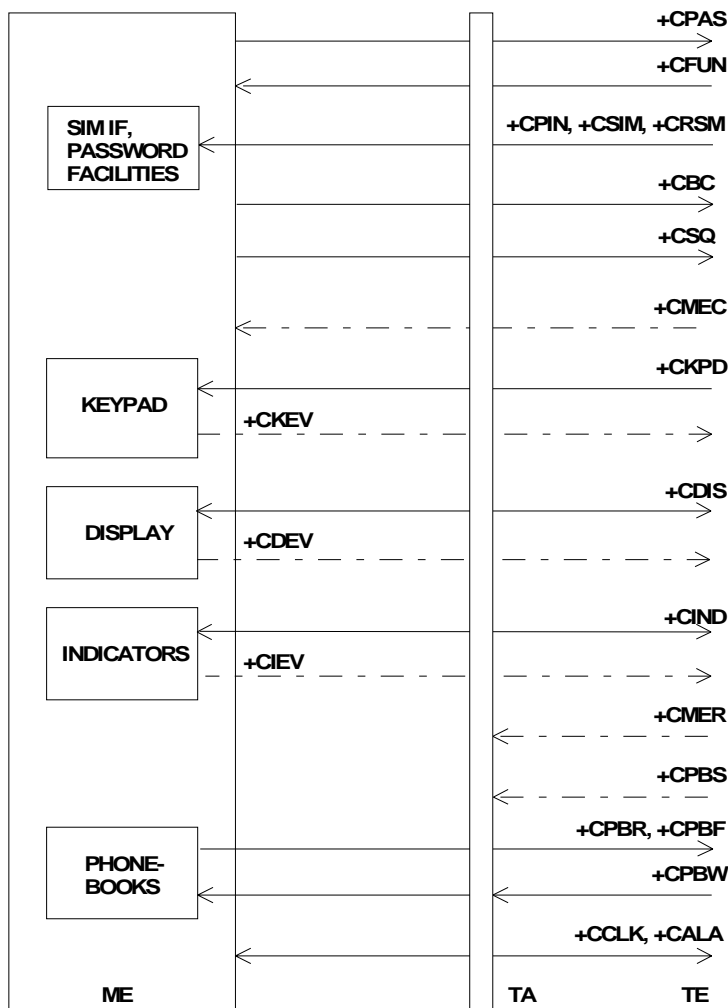 +CPAS
+CFUN
SIM IF,
PASSWORD
FACILITIES
+CPIN, +CSIM, +CRSM
+CBC
+CSQ
+CMEC
+CKPD
KEYPAD
+CKEV
+CDIS
DISPLAY
+CDEV
+CIND
INDICATORS
+CIEV
+CMER
+CPBS
+CPBR, +CPBF
PHONE-
BOOKS
+CPBW
+CCLK, +CALA
ME TA TE